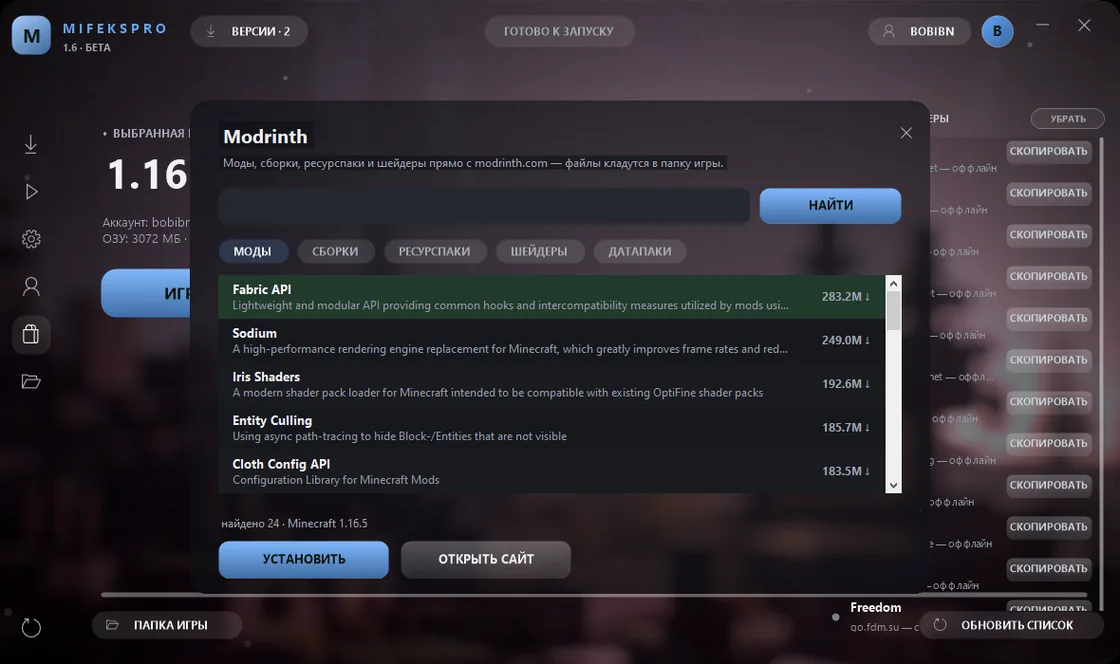 M
MIFEKSPRO
1.6 · БЕТА
ВЕРСИИ · 2
ГОТОВО К ЗАПУСКУ
BOBIBN
B
• ВЫБРАННАЯ
1.16
Аккаунт: bobibn
ОЗУ: 3072 МБ ·
ИГР
Modrinth
Моды, сборки, ресурспаки и шейдеры прямо с modrinth.com — файлы кладутся в папку игры.
НАЙТИ
МОДЫ
СБОРКИ
РЕСУРСПАКИ
ШЕЙДЕРЫ
ДАТАПАКИ
Fabric API
Lightweight and modular API providing common hooks and intercompatibility measures utilized by mods usi...
283.2M ↓
Sodium
A high-performance rendering engine replacement for Minecraft, which greatly improves frame rates and red...
249.0M ↓
Iris Shaders
A modern shader pack loader for Minecraft intended to be compatible with existing OptiFine shader packs
192.6M ↓
Entity Culling
Using async path-tracing to hide Block-/Entities that are not visible
185.7M ↓
Cloth Config API
Configuration Library for Minecraft Mods
183.5M ↓
найдено 24 · Minecraft 1.16.5
УСТАНОВИТЬ
ОТКРЫТЬ САЙТ
ЕРЫ
УБРАТЬ
СКОПИРОВАТЬ
et — оффлайн
СКОПИРОВАТЬ
— оффлайн
СКОПИРОВАТЬ
оффлайн
СКОПИРОВАТЬ
t — оффлайн
СКОПИРОВАТЬ
— оффлайн
СКОПИРОВАТЬ
net — оффл...
СКОПИРОВАТЬ
оффлайн
СКОПИРОВАТЬ
g — оффлайн
СКОПИРОВАТЬ
оффлайн
СКОПИРОВАТЬ
e — оффлайн
СКОПИРОВАТЬ
- оффлайн
СКОПИРОВАТЬ
Freedom
go.fdm.su — о
ПАПКА ИГРЫ
ОБНОВИТЬ СПИСОК